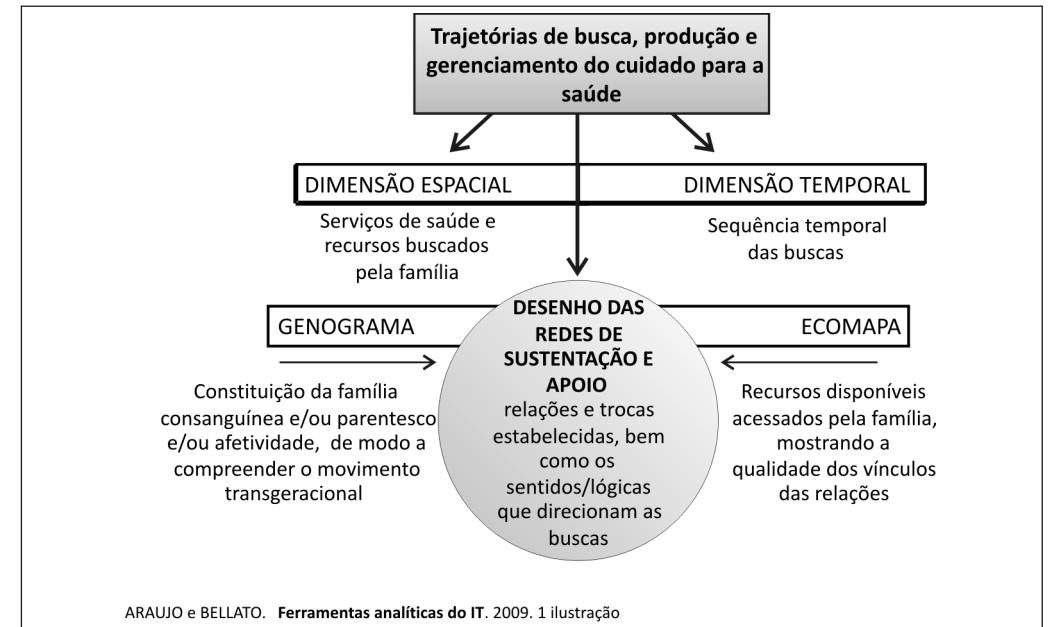 Trajetórias de busca, produção e
gerenciamento do cuidado para a
saúde
DIMENSÃO ESPACIAL
DIMENSÃO TEMPORAL
Serviços de saúde e
recursos buscados
pela família
Sequência temporal
das buscas
GENOGRAMA
Constituição da família
consanguínea e/ou parentesco
e/ou afetividade, de modo a
compreender o movimento
transgeracional
DESENHO DAS
REDES DE
SUSTENTAÇÃO E
APOIO
relações e trocas
estabelecidas, bem
como os
sentidos/lógicas
que direcionam as
buscas
ECOMAPA
Recursos disponíveis
acessados pela família,
mostrando a
qualidade dos vínculos
das relações
ARAUJO e BELLATO. Ferramentas analíticas do IT. 2009. 1 ilustração